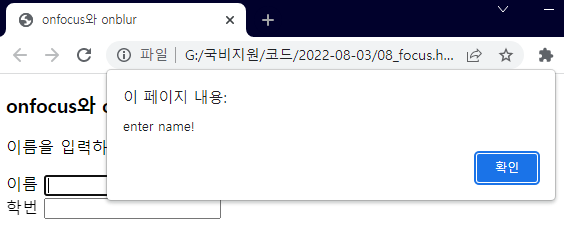 onfocus와 onblur
파일 G:/국비지원/코드/2022-08-03/08_focus.h...
이 페이지 내용:
enter name!
확인
onfocus와
이름을 입력하
이름
학번